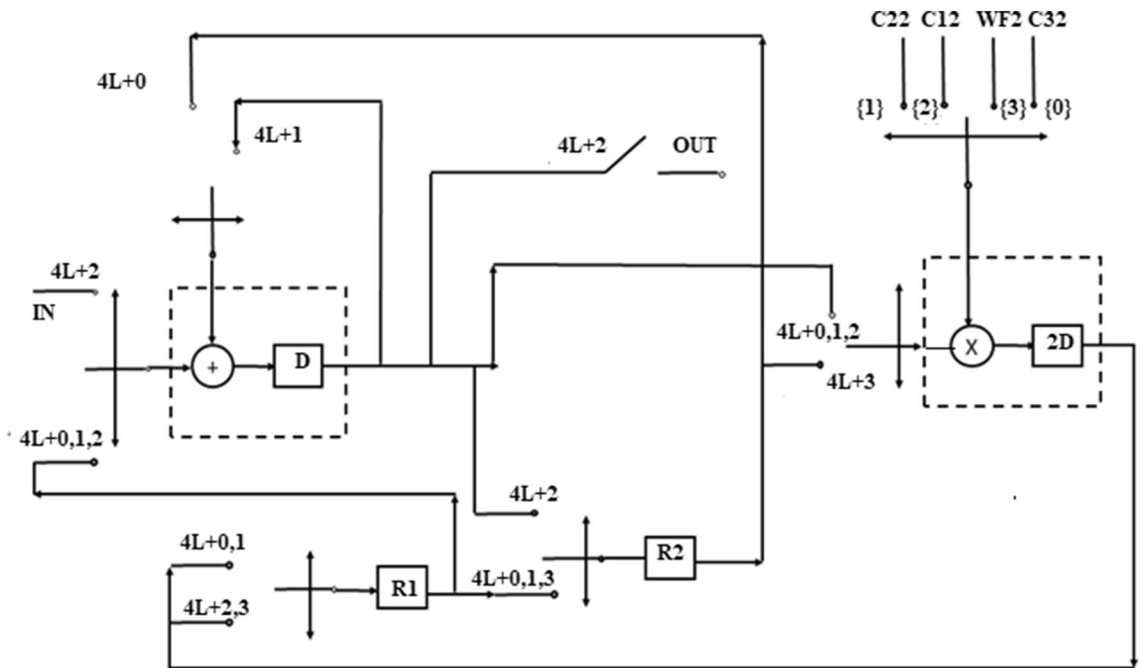 C22 C12 WF2 C32
4L+0
{1} {2} {3} {0}
4L+1
4L+2 OUT
4L+2
IN
4L+0,1,2
+ D
X 2D
4L+3
4L+0,1,2
4L+2
4L+0,1
R1
4L+0,1,3
R2
4L+2,3